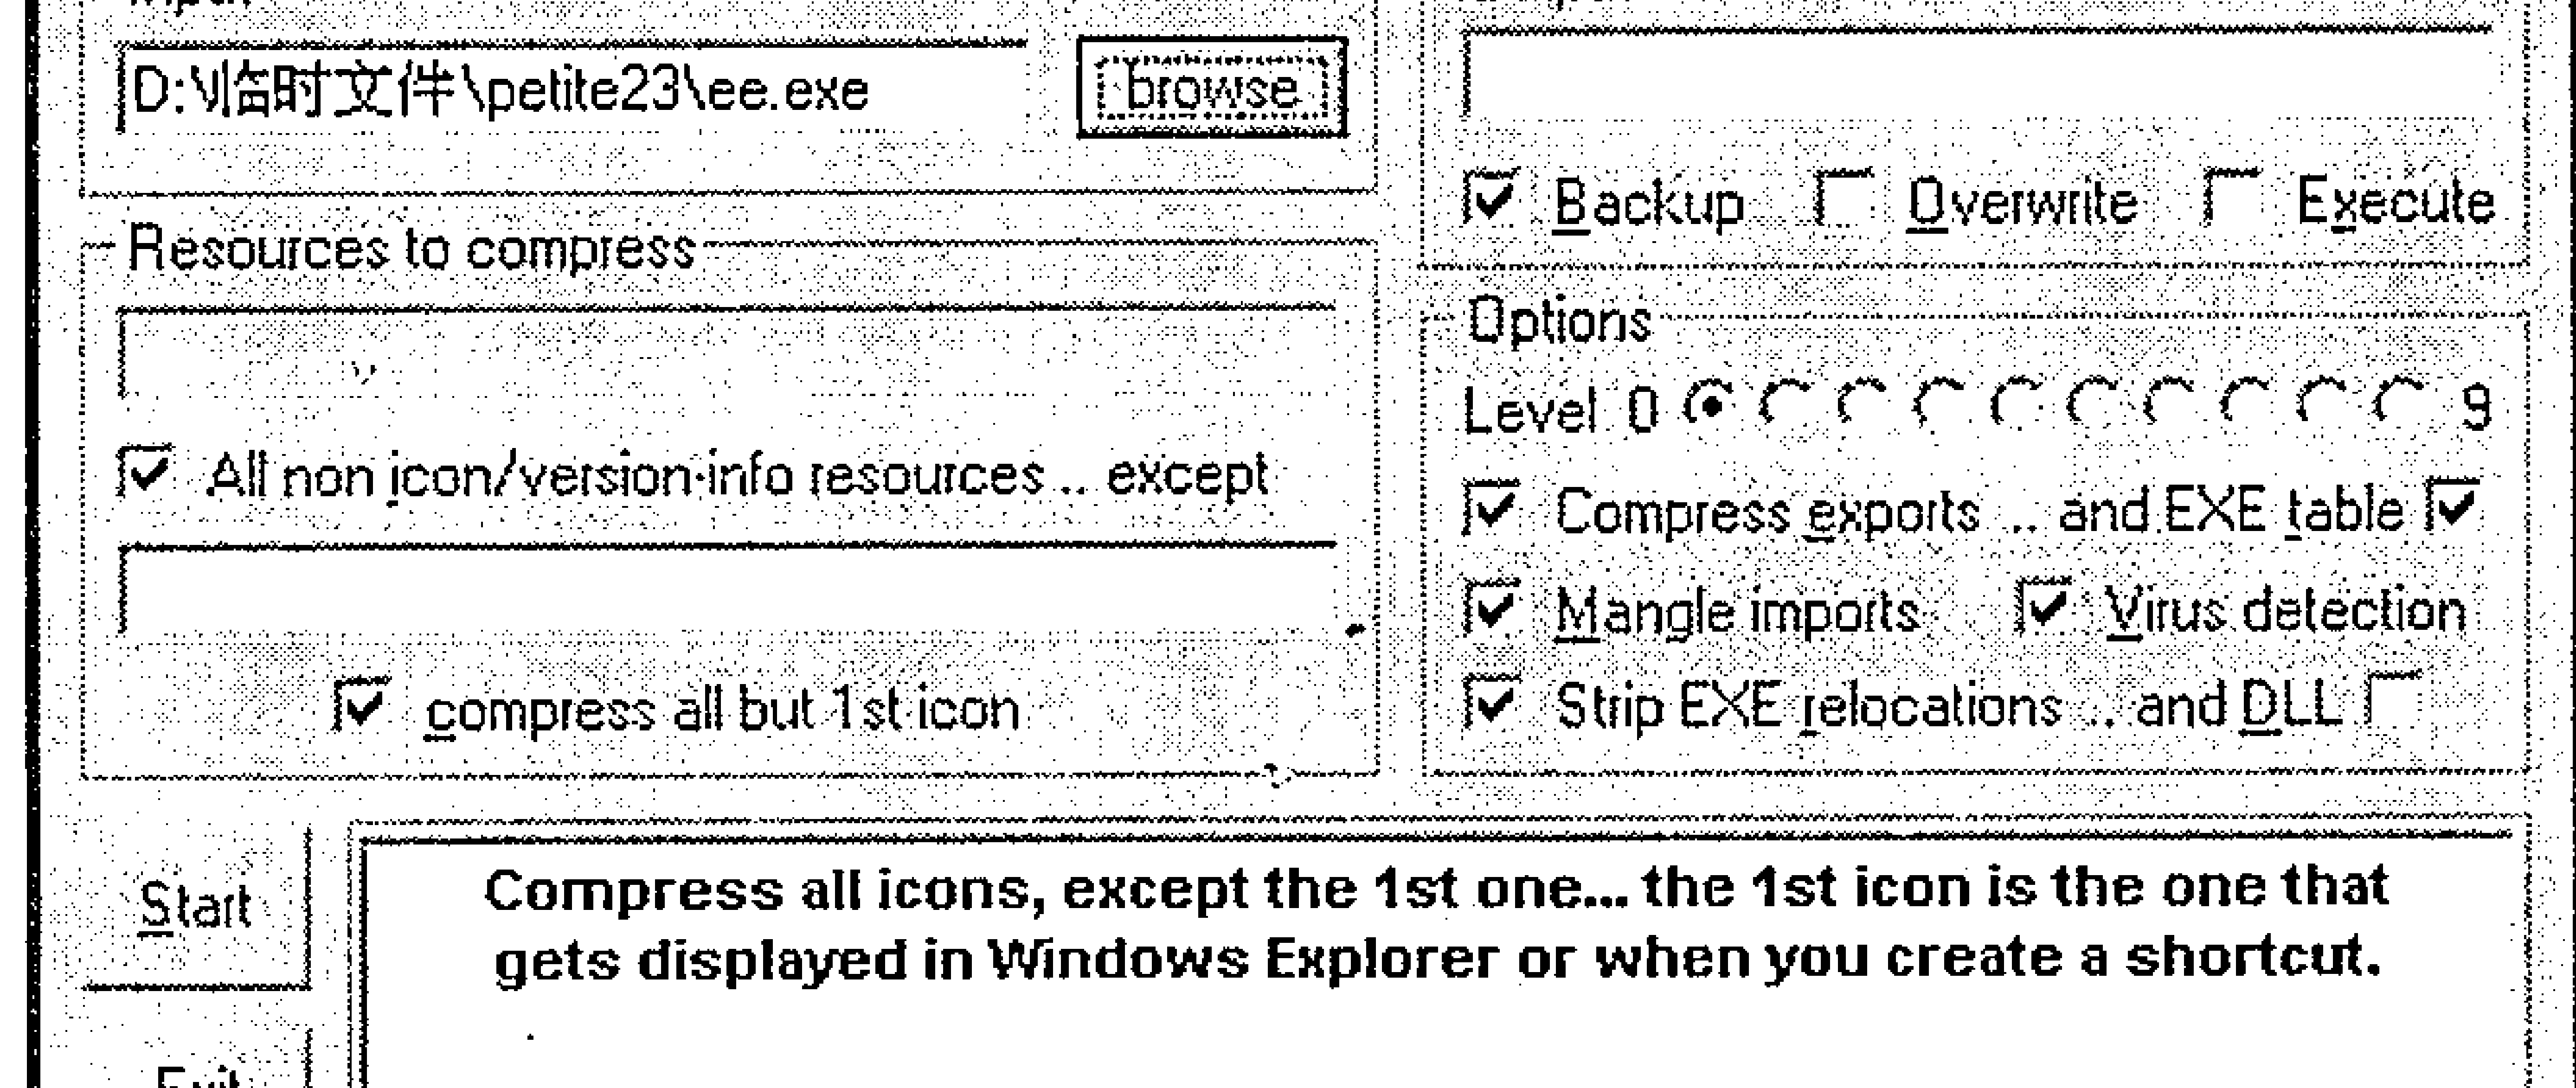 Input
D:\临时文件\petite23\ee.exe
browse
Backup Overwrite Execute
Resources to compress
All non icon/version-info resources .. except
compress all but 1st icon
Options
Level 0 9
Compress exports .. and EXE table
Mangle imports Virus detection
Strip EXE relocations .. and DLL
Start
Compress all icons, except the 1st one... the 1st icon is the one that
gets displayed in Windows Explorer or when you create a shortcut.
Exit